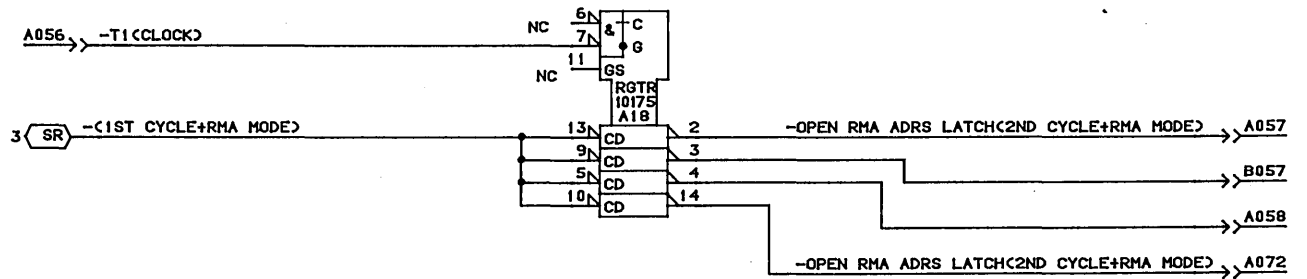 6
NC
& C
A056 -T1(CLOCK)
7
G
11
NC
GS
RGTR
10175
A18
3 SR -(1ST CYCLE+RMA MODE)
13 CD 2 -OPEN RMA ADRS LATCH(2ND CYCLE+RMA MODE) A057
9 CD 3
B057
5 CD 4
10 CD 14
A058
-OPEN RMA ADRS LATCH(2ND CYCLE+RMA MODE) A072